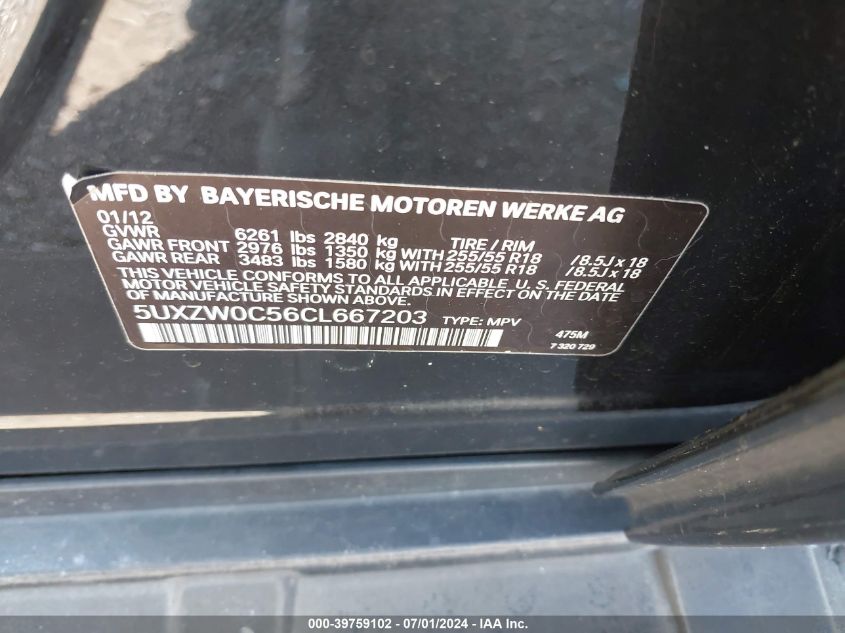 MFD BY BAYERISCHE MOTOREN WERKE AG
01/12
GVWR 6261 lbs 2840 kg TIRE / RIM
GAWR FRONT 2976 lbs 1350 kg WITH 255/55 R18 /8.5J x 18
GAWR REAR 3483 lbs 1580 kg WITH 255/55 R18 /8.5J x 18
THIS VEHICLE CONFORMS TO ALL APPLICABLE U. S. FEDERAL
MOTOR VEHICLE SAFETY STANDARDS IN EFFECT ON THE DATE
OF MANUFACTURE SHOWN ABOVE.
5UXZW0C56CL667203 TYPE: MPV
475M
7 320 729
000-39759102 - 07/01/2024 - IAA Inc.